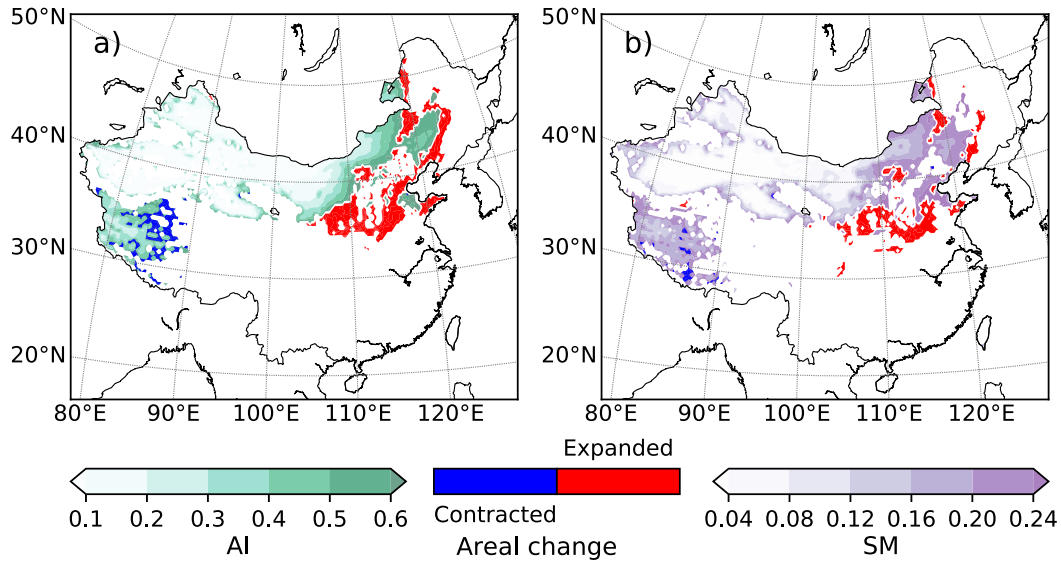 a)
50°N
40°N
30°N
20°N
80°E 90°E 100°E 110°E 120°E
b)
50°N
40°N
30°N
20°N
80°E 90°E 100°E 110°E 120°E
0.1 0.2 0.3 0.4 0.5 0.6
AI
Expanded
Contracted
Areal change
0.04 0.08 0.12 0.16 0.20 0.24
SM